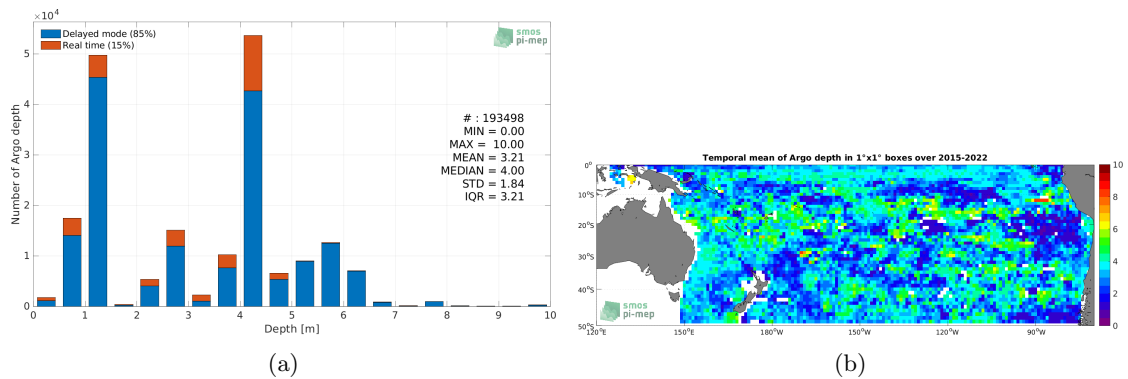 ×10⁴
Delayed mode (85%)
Real time (15%)
smos
pi-mep
5
4
3
2
1
0
Number of Argo depth
# : 193498
MIN = 0.00
MAX = 10.00
MEAN = 3.21
MEDIAN = 4.00
STD = 1.84
IQR = 3.21
0 1 2 3 4 5 6 7 8 9 10
Depth [m]
(a)
Temporal mean of Argo depth in 1°x1° boxes over 2015-2022
0°
10°S
20°S
30°S
40°S
50°S
120°E 150°E 180°W 150°W 120°W 90°W
smos
pi-mep
10
8
6
4
2
0
(b)